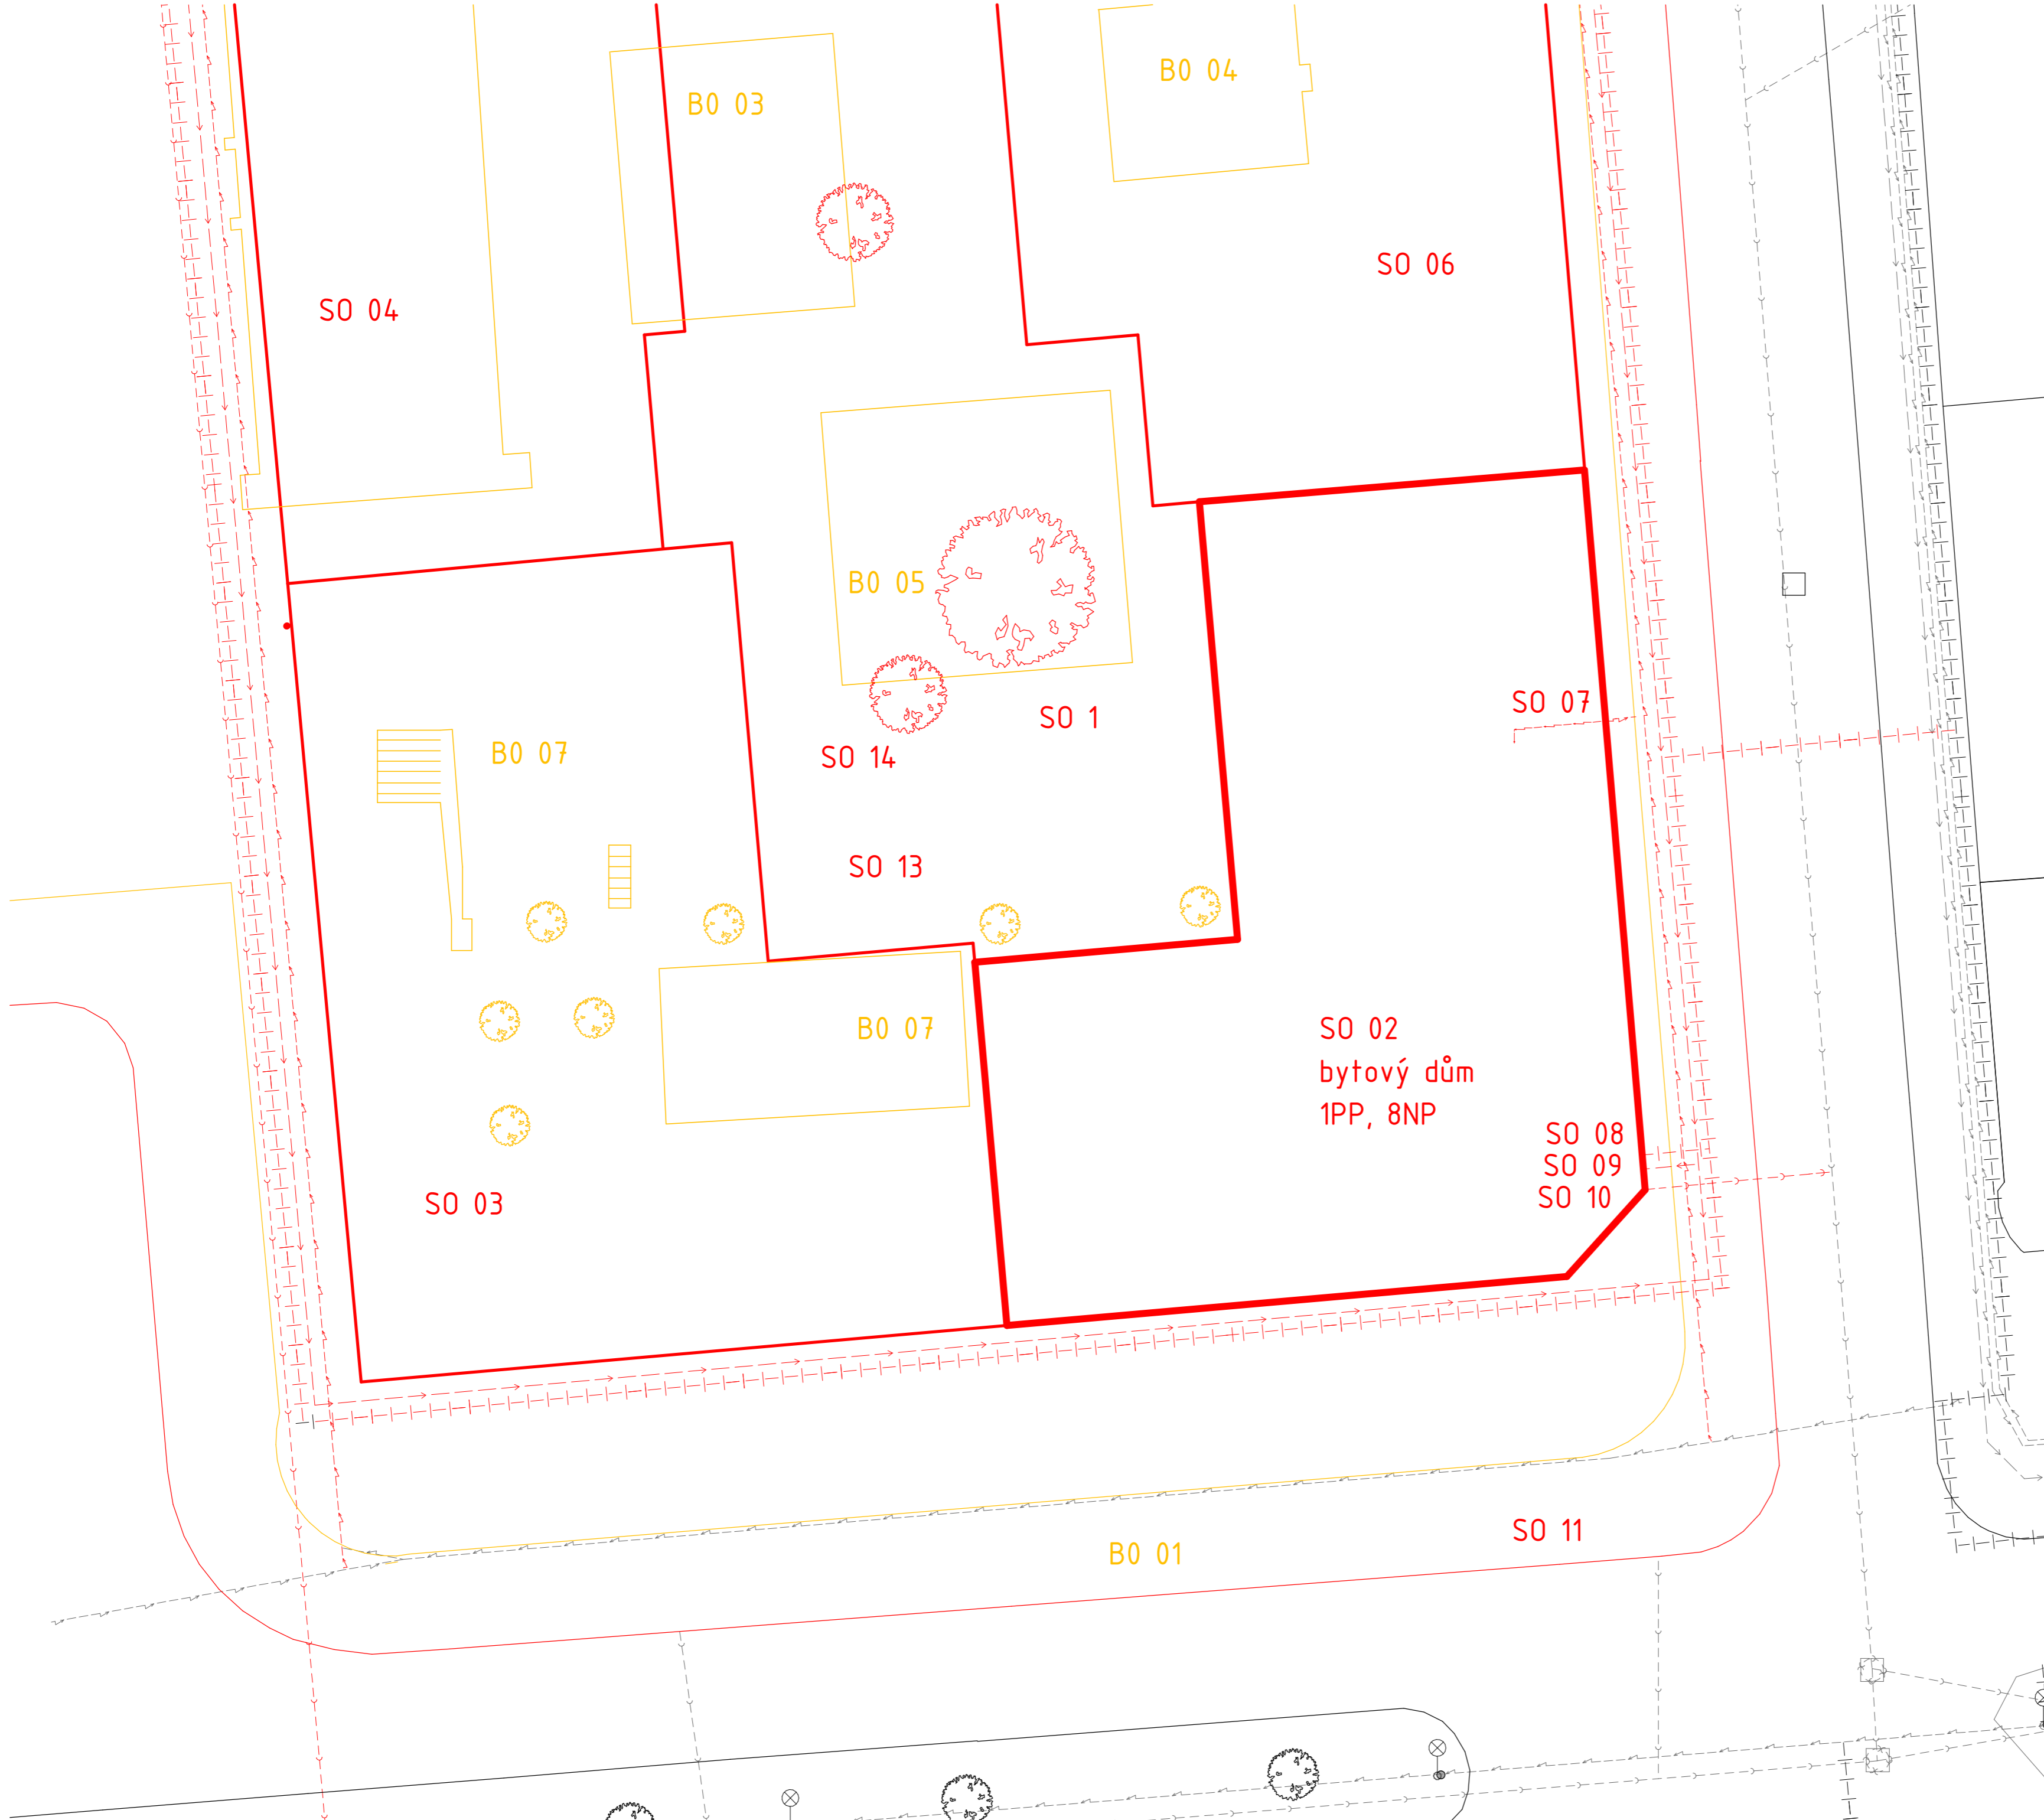 BO 04
BO 03
SO 06
SO 04
BO 05
SO 07
SO 1
BO 07
SO 14
SO 13
SO 02
bytový dům
1PP, 8NP
BO 07
SO 08
SO 09
SO 10
SO 03
SO 11
BO 01